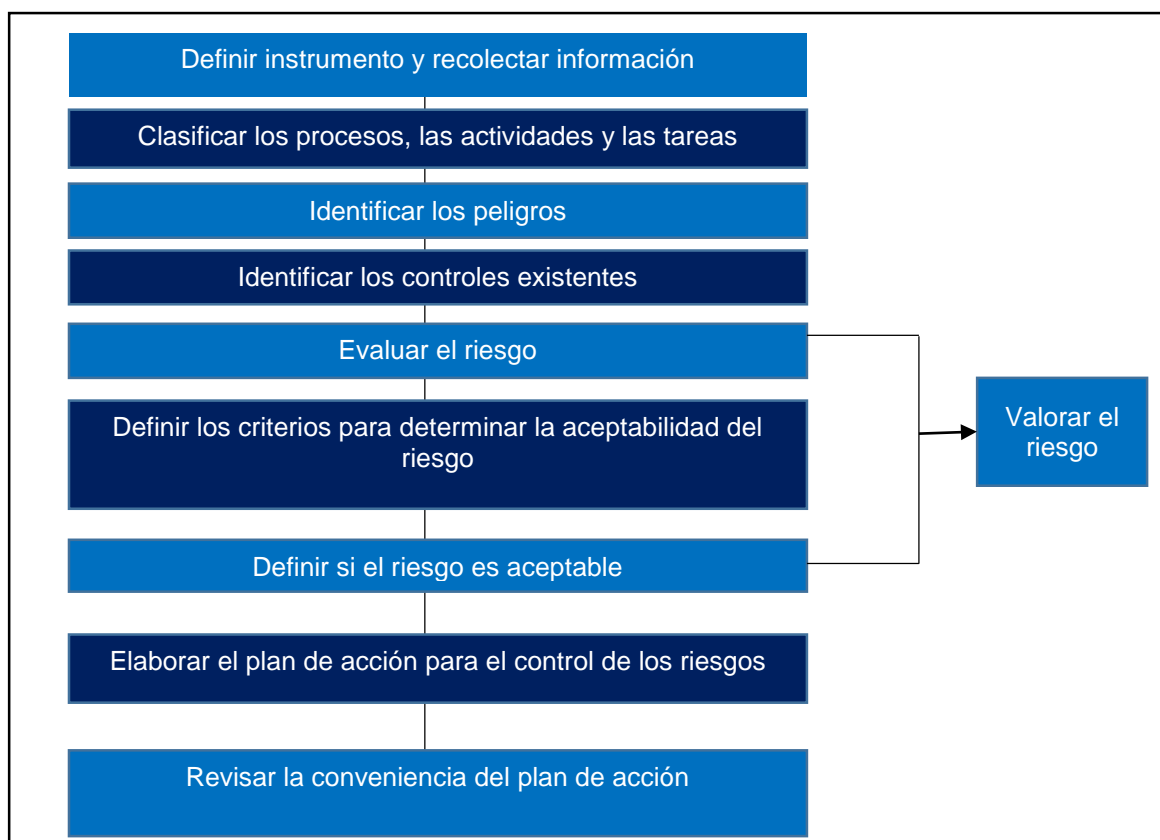 Definir instrumento y recolectar información
Clasificar los procesos, las actividades y las tareas
Identificar los peligros
Identificar los controles existentes
Evaluar el riesgo
Definir los criterios para determinar la aceptabilidad del
riesgo
Valorar el
riesgo
Definir si el riesgo es aceptable
Elaborar el plan de acción para el control de los riesgos
Revisar la conveniencia del plan de acción